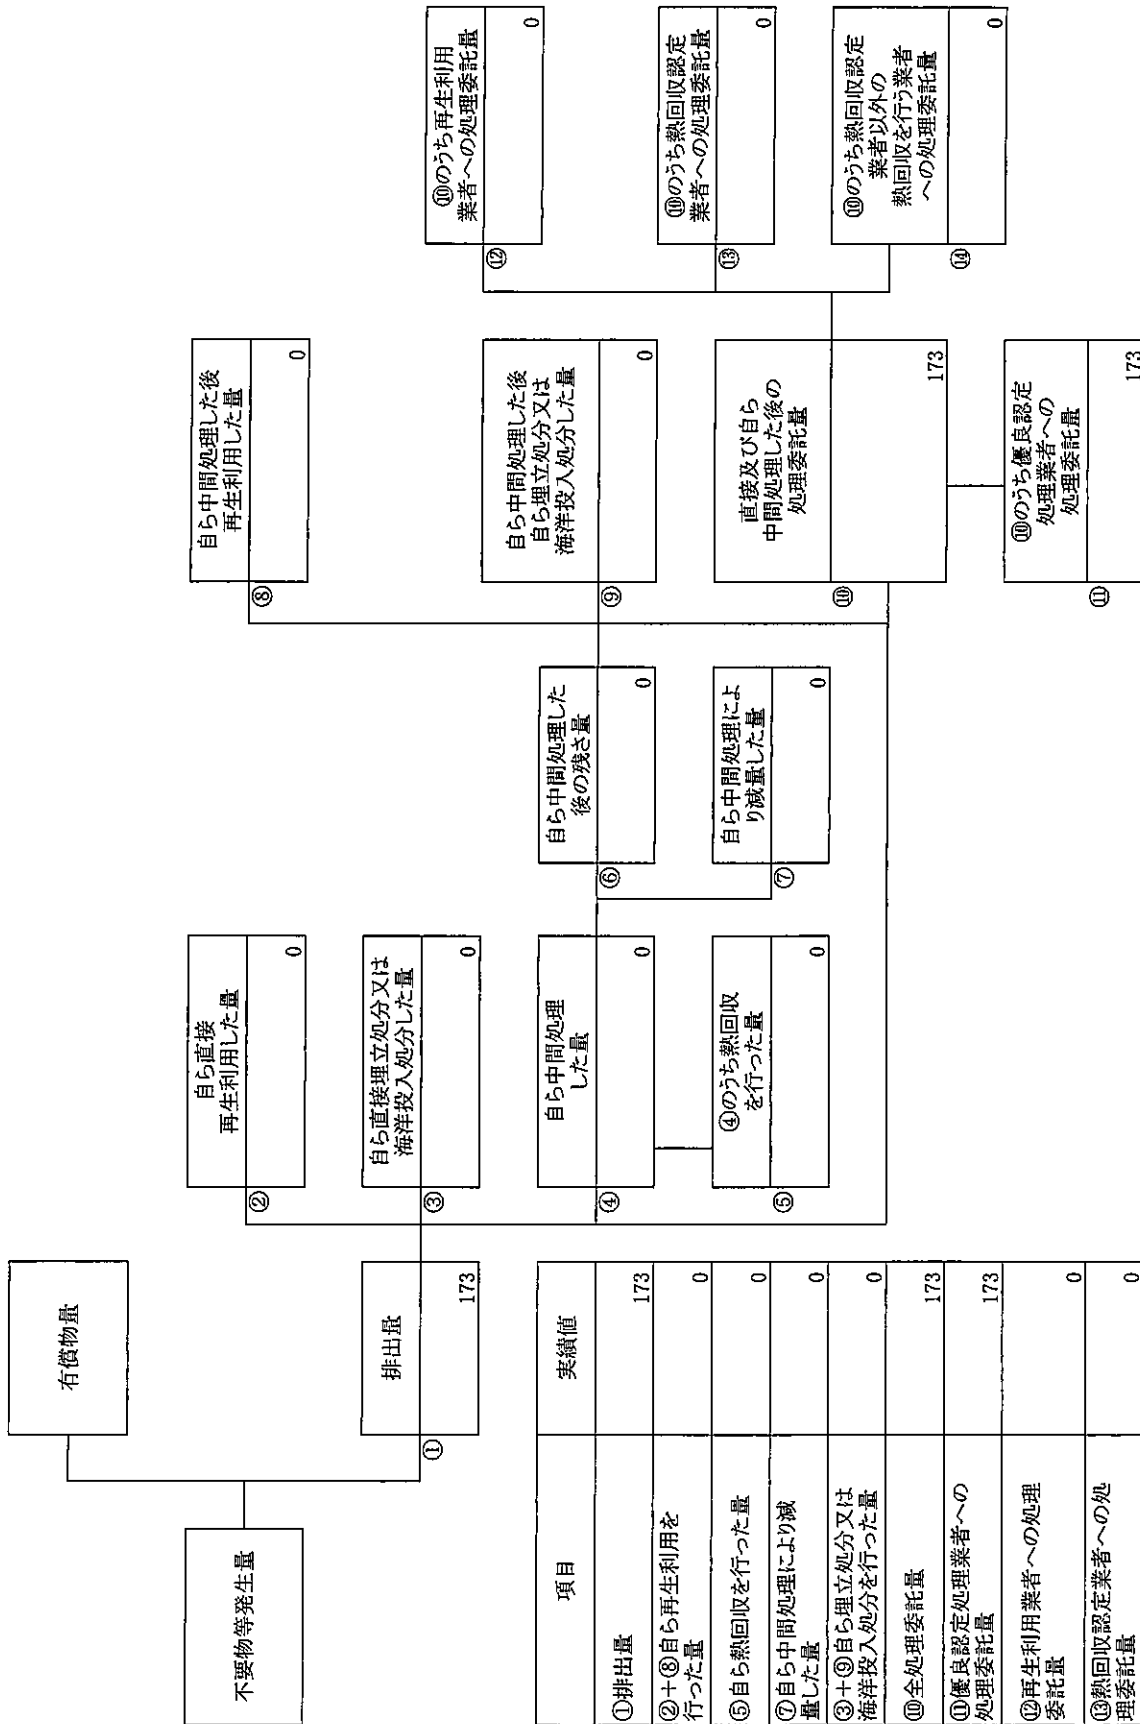 不要物等発生量
有償物量
①
排出量
173
②
自ら直接
再生利用した量
0
③
自ら直接埋立処分又は
海洋投入処分した量
0
④
自ら中間処理
した量
0
⑤
④のうち熱回収
を行った量
0
⑥
自ら中間処理した
後の残さ量
0
⑦
自ら中間処理によ
り減量した量
0
⑧
自ら中間処理した後
再生利用した量
0
⑨
自ら中間処理した後
自ら埋立処分又は
海洋投入処分した量
0
⑩
直接及び自ら
中間処理した後の
処理委託量
173
⑪
⑩のうち優良認定
処理業者への
処理委託量
173
⑫
⑩のうち再生利用
業者への処理委託量
0
⑬
⑩のうち熱回収認定
業者への処理委託量
0
⑭
⑩のうち熱回収認定
業者以外の
熱回収を行う業者
への処理委託量
0
項目 実績値
①排出量 173
②+⑧自ら再生利用を
行った量 0
⑤自ら熱回収を行った量 0
⑦自ら中間処理により減
量した量 0
③+⑨自ら埋立処分又は
海洋投入処分を行った量 0
⑩全処理委託量 173
⑪優良認定処理業者への
処理委託量 173
⑫再生利用業者への処理
委託量 0
⑬熱回収認定業者への処
理委託量 0